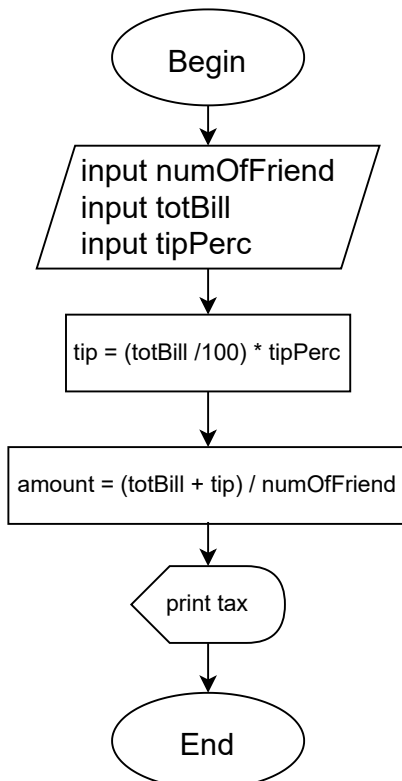 Begin
input numOfFriend
input totBill
input tipPerc
tip = (totBill /100) * tipPerc
amount = (totBill + tip) / numOfFriend
print tax
End